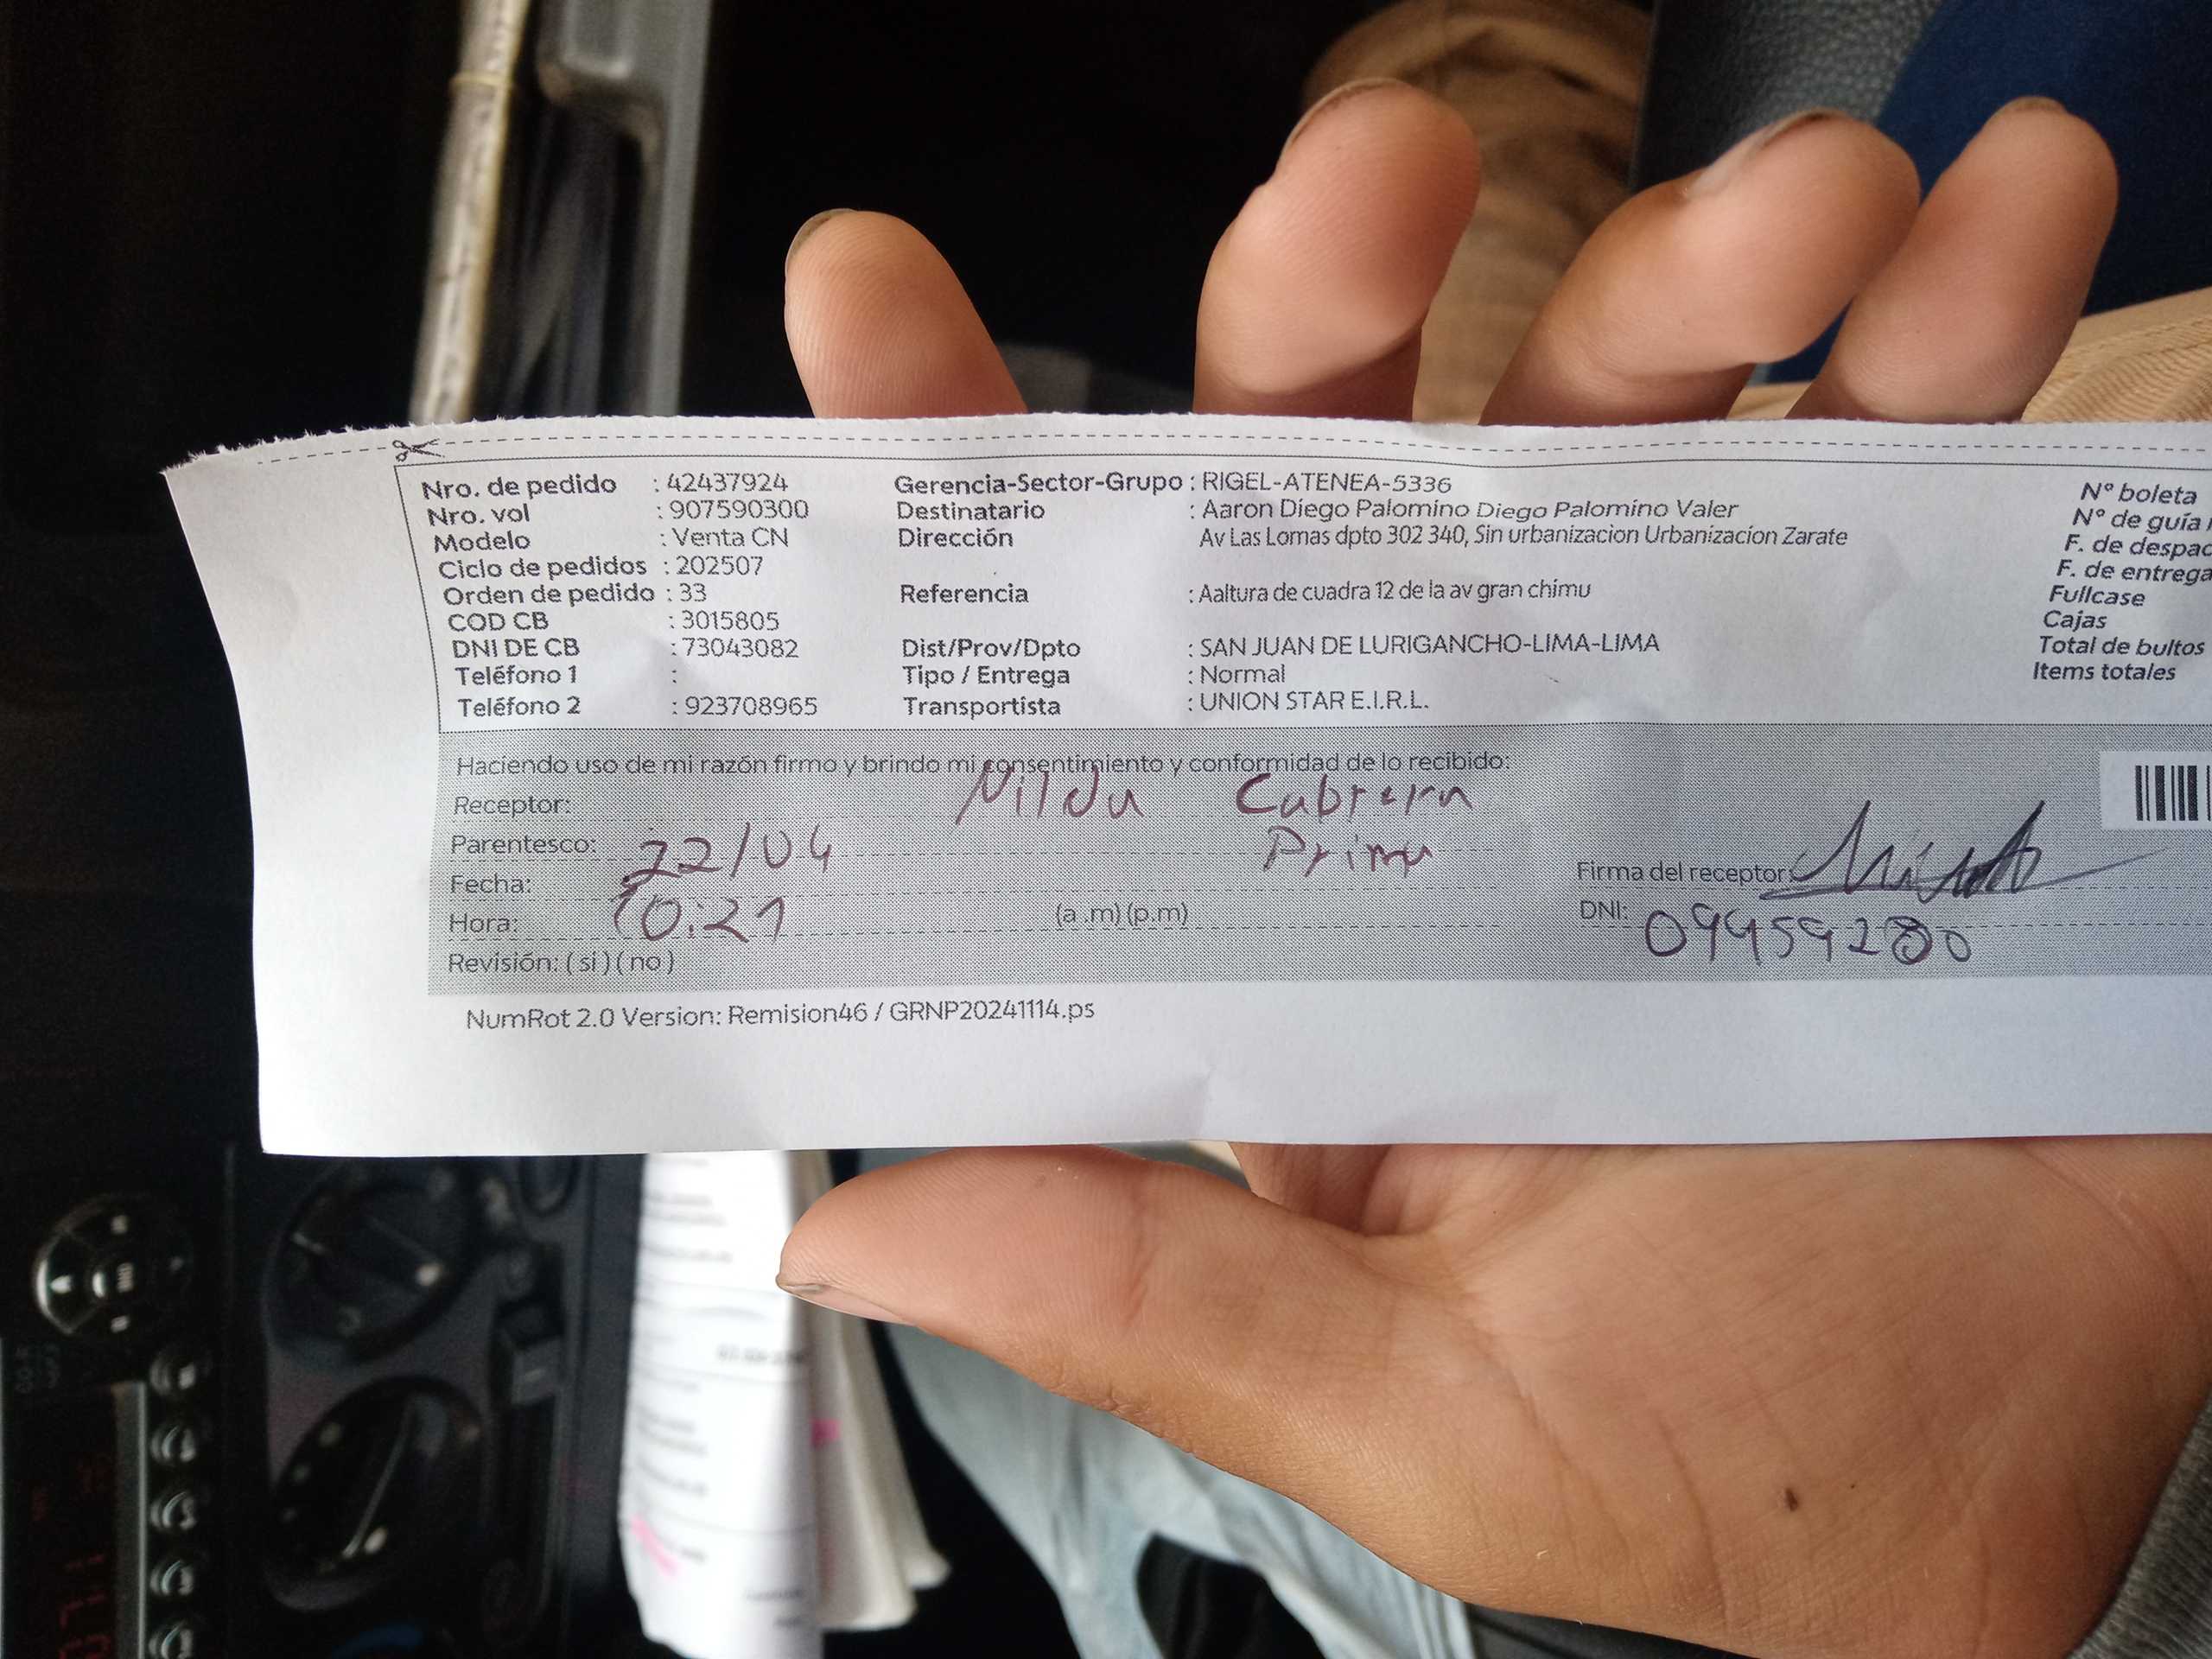 Nro. de pedido : 42437924 Gerencia-Sector-Grupo : RIGEL-ATENEA-5336 N° boleta
Nro. vol : 907590300 Destinatario : Aaron Diego Palomino Diego Palomino Valer N° de guía
Modelo : Venta CN Dirección Av Las Lomas dpto 302 340, Sin urbanizacion Urbanizacion Zarate F. de despac
Ciclo de pedidos : 202507 F. de entrega
Orden de pedido : 33 Referencia : Aaltura de cuadra 12 de la av gran chimu Fullcase
COD CB : 3015805 Cajas
DNI DE CB : 73043082 Dist/Prov/Dpto : SAN JUAN DE LURIGANCHO-LIMA-LIMA Total de bultos
Teléfono 1 : Tipo / Entrega : Normal Items totales
Teléfono 2 : 923708965 Transportista : UNION STAR E.I.R.L.
Haciendo uso de mi razón firmo y brindo mi consentimiento y conformidad de lo recibido:
Receptor: Nilda Cabrera
Parentesco: Prima
Fecha: 22/04 Firma del receptor:
Hora: 10:21 (a .m) (p.m) DNI:
Revisión: ( si ) ( no )
NumRot 2.0 Version: Remision46 / GRNP20241114.ps